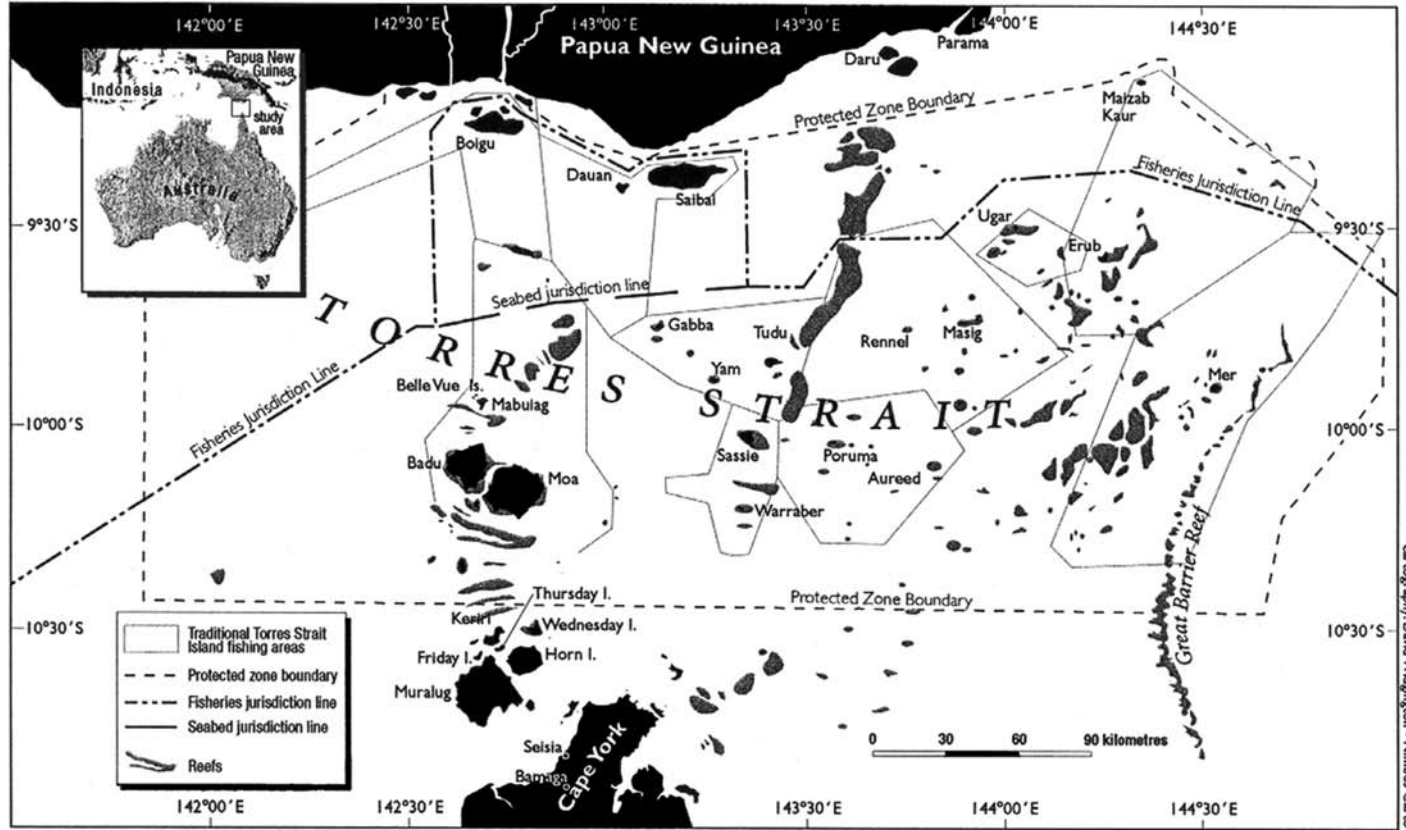 142°00'E
142°30'E
143°00'E
143°30'E
144°00'E
144°30'E
Papua New Guinea
Parama
Daru
Papua New
Guinea
Indonesia
study
area
Australia
Maizab
Kaur
Protected Zone Boundary
Boigu
Dauan
Saibai
Fisheries Jurisdiction Line
9°30'S
9°30'S
Ugar
Erub
Seabed jurisdiction line
TORRES STRAIT
Gabba
Tudu
Rennel
Masig
Yam
Mer
Belle Vue Is.
Mabuiag
Fisheries Jurisdiction Line
10°00'S
10°00'S
Badu
Moa
Sassie
Poruma
Aureed
Warraber
Great Barrier Reef
Thursday I.
Protected Zone Boundary
Keriri
Wednesday I.
10°30'S
10°30'S
Friday I.
Horn I.
Muralug
Traditional Torres Strait
Island fishing areas
Protected zone boundary
Fisheries jurisdiction line
Seabed jurisdiction line
Reefs
Seisia
Bamaga
Cape York
0 30 60 90 kilometres
142°00'E
142°30'E
143°30'E
144°00'E
144°30'E